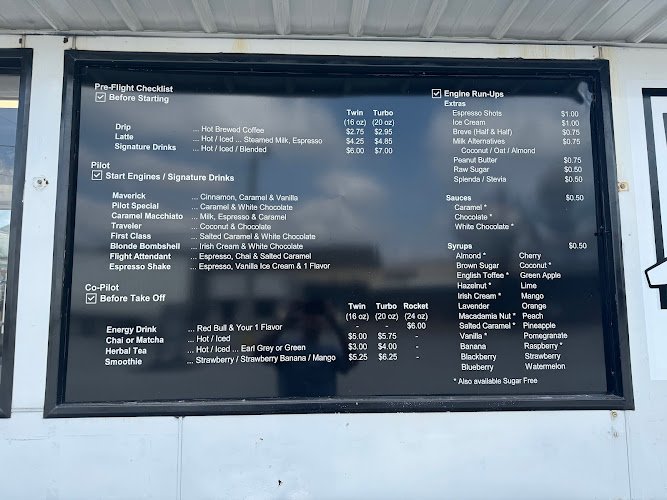 Pre-Flight Checklist
Before Starting
Twin Turbo
(16 oz) (20 oz)
Drip ... Hot Brewed Coffee $2.75 $2.95
Latte ... Hot / Iced ... Steamed Milk, Espresso $4.25 $4.85
Signature Drinks ... Hot / Iced / Blended $6.00 $7.00
Pilot
Start Engines / Signature Drinks
Maverick ... Cinnamon, Caramel & Vanilla
Pilot Special ... Caramel & White Chocolate
Caramel Macchiato ... Milk, Espresso & Caramel
Traveler ... Coconut & Chocolate
First Class ... Salted Caramel & White Chocolate
Blonde Bombshell ... Irish Cream & White Chocolate
Flight Attendant ... Espresso, Chai & Salted Caramel
Espresso Shake ... Espresso, Vanilla Ice Cream & 1 Flavor
Co-Pilot
Before Take Off
Twin Turbo Rocket
(16 oz) (20 oz) (24 oz)
Energy Drink ... Red Bull & Your 1 Flavor - - $6.00
Chai or Matcha ... Hot / Iced $5.00 $5.75 -
Herbal Tea ... Hot / Iced ... Earl Grey or Green $3.00 $4.00 -
Smoothie ... Strawberry / Strawberry Banana / Mango $5.25 $6.25 -
Engine Run-Ups
Extras
Espresso Shots $1.00
Ice Cream $1.00
Breve (Half & Half) $0.75
Milk Alternatives $0.75
Coconut / Oat / Almond
Peanut Butter $0.75
Raw Sugar $0.50
Splenda / Stevia $0.50
Sauces $0.50
Caramel *
Chocolate *
White Chocolate *
Syrups $0.50
Almond * Cherry
Brown Sugar Coconut *
English Toffee * Green Apple
Hazelnut * Lime
Irish Cream * Mango
Lavender Orange
Macadamia Nut * Peach
Salted Caramel * Pineapple
Vanilla * Pomegranate
Banana Raspberry *
Blackberry Strawberry
Blueberry Watermelon
* Also available Sugar Free